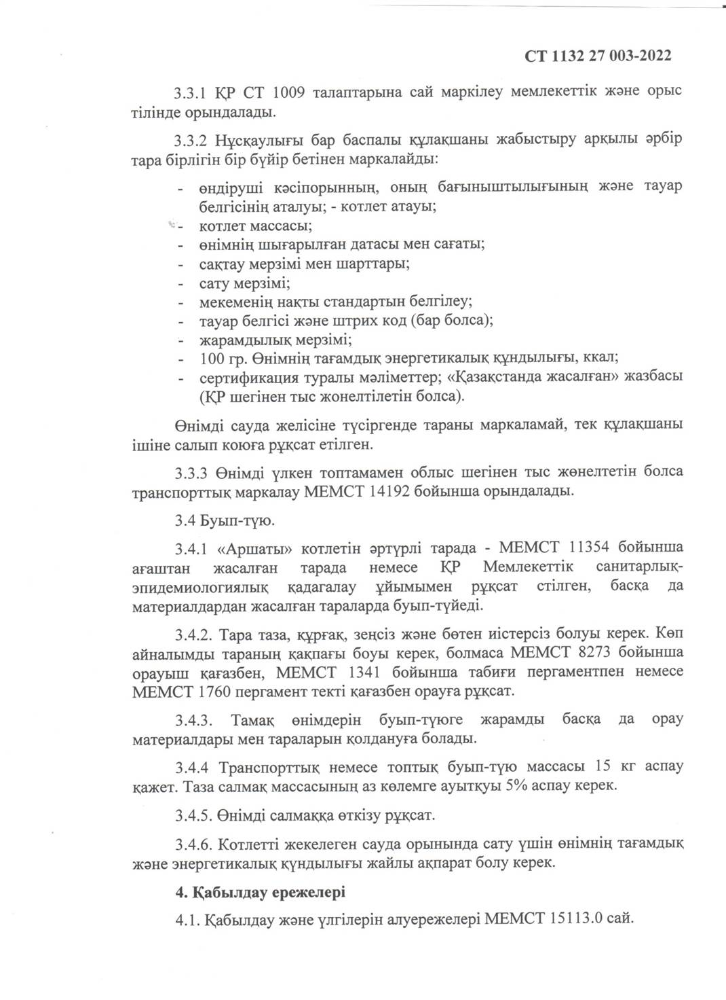 СТ 1132 27 003-2022
3.3.1 ҚР СТ 1009 талаптарына сай маркілеу мемлекеттік және орыс
тілінде орындалады.
3.3.2 Нұсқаулығы бар баспалы құлақшаны жабыстыру арқылы әрбір
тара бірлігін бір бүйір бетінен маркалайды:
- өндіруші кәсіпорынның, оның бағыныштылығының және тауар
белгісінің аталуы; - котлет атауы;
- котлет массасы;
- өнімнің шығарылған датасы мен сағаты;
- сақтау мерзімі мен шарттары;
- сату мерзімі;
- мекеменің нақты стандартын белгілеу;
- тауар белгісі және штрих код (бар болса);
- жарамдылық мерзімі;
- 100 гр. Өнімнің тағамдық энергетикалық құндылығы, ккал;
- сертификация туралы мәліметтер; «Қазақстанда жасалған» жазбасы
(ҚР шегінен тыс жонелтілетін болса).
Өнімді сауда желісіне түсіргенде тараны маркаламай, тек құлақшаны
ішіне салып коюға рұқсат етілген.
3.3.3 Өнімді үлкен топтамамен облыс шегінен тыс жөнелтетін болса
транспорттық маркалау МЕМСТ 14192 бойынша орындалады.
3.4 Буып-түю.
3.4.1 «Аршаты» котлетін әртүрлі тарада - МЕМСТ 11354 бойынша
ағаштан жасалған тарада немесе ҚР Мемлекеттік санитарлық-
эпидемиологиялық қадагалау ұйымымен рұқсат стілген, басқа да
материалдардан жасалған тараларда буып-түйеді.
3.4.2. Тара таза, құрғақ, зеңсіз және бөтен иістерсіз болуы керек. Көп
айналымды тараның қақпағы боуы керек, болмаса МЕМСТ 8273 бойынша
орауыш қағазбен, МЕМСТ 1341 бойынша табиғи пергаментпен немесе
МЕМСТ 1760 пергамент текті қағазбен орауға рұқсат.
3.4.3. Тамақ өнімдерін буып-түюге жарамды басқа да орау
материалдары мен тараларын қолдануға болады.
3.4.4 Транспорттық немесе топтық буып-түю массасы 15 кг аспау
қажет. Таза салмақ массасының аз көлемге ауытқуы 5% аспау керек.
3.4.5. Өнімді салмаққа өткізу рұқсат.
3.4.6. Котлетті жекелеген сауда орынында сату үшін өнімнің тағамдық
және энергетикалық құндылығы жайлы ақпарат болу керек.
4. Қабылдау ережелері
4.1. Қабылдау және үлгілерін алуережелері МЕМСТ 15113.0 сай.